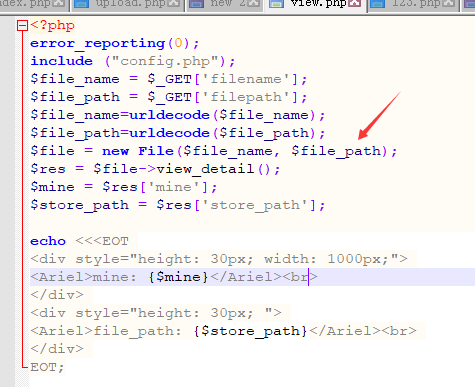 index.php upload.php new 2 view.php 123.php
<?php
error_reporting(0);
include ("config.php");
$file_name = $_GET['filename'];
$file_path = $_GET['filepath'];
$file_name=urldecode($file_name);
$file_path=urldecode($file_path);
$file = new File($file_name, $file_path);
$res = $file->view_detail();
$mine = $res['mine'];
$store_path = $res['store_path'];
echo <<<EOT
<div style="height: 30px; width: 1000px;">
<Ariel>mine: {$mine}</Ariel><br>
</div>
<div style="height: 30px; ">
<Ariel>file_path: {$store_path}</Ariel><br>
</div>
EOT;